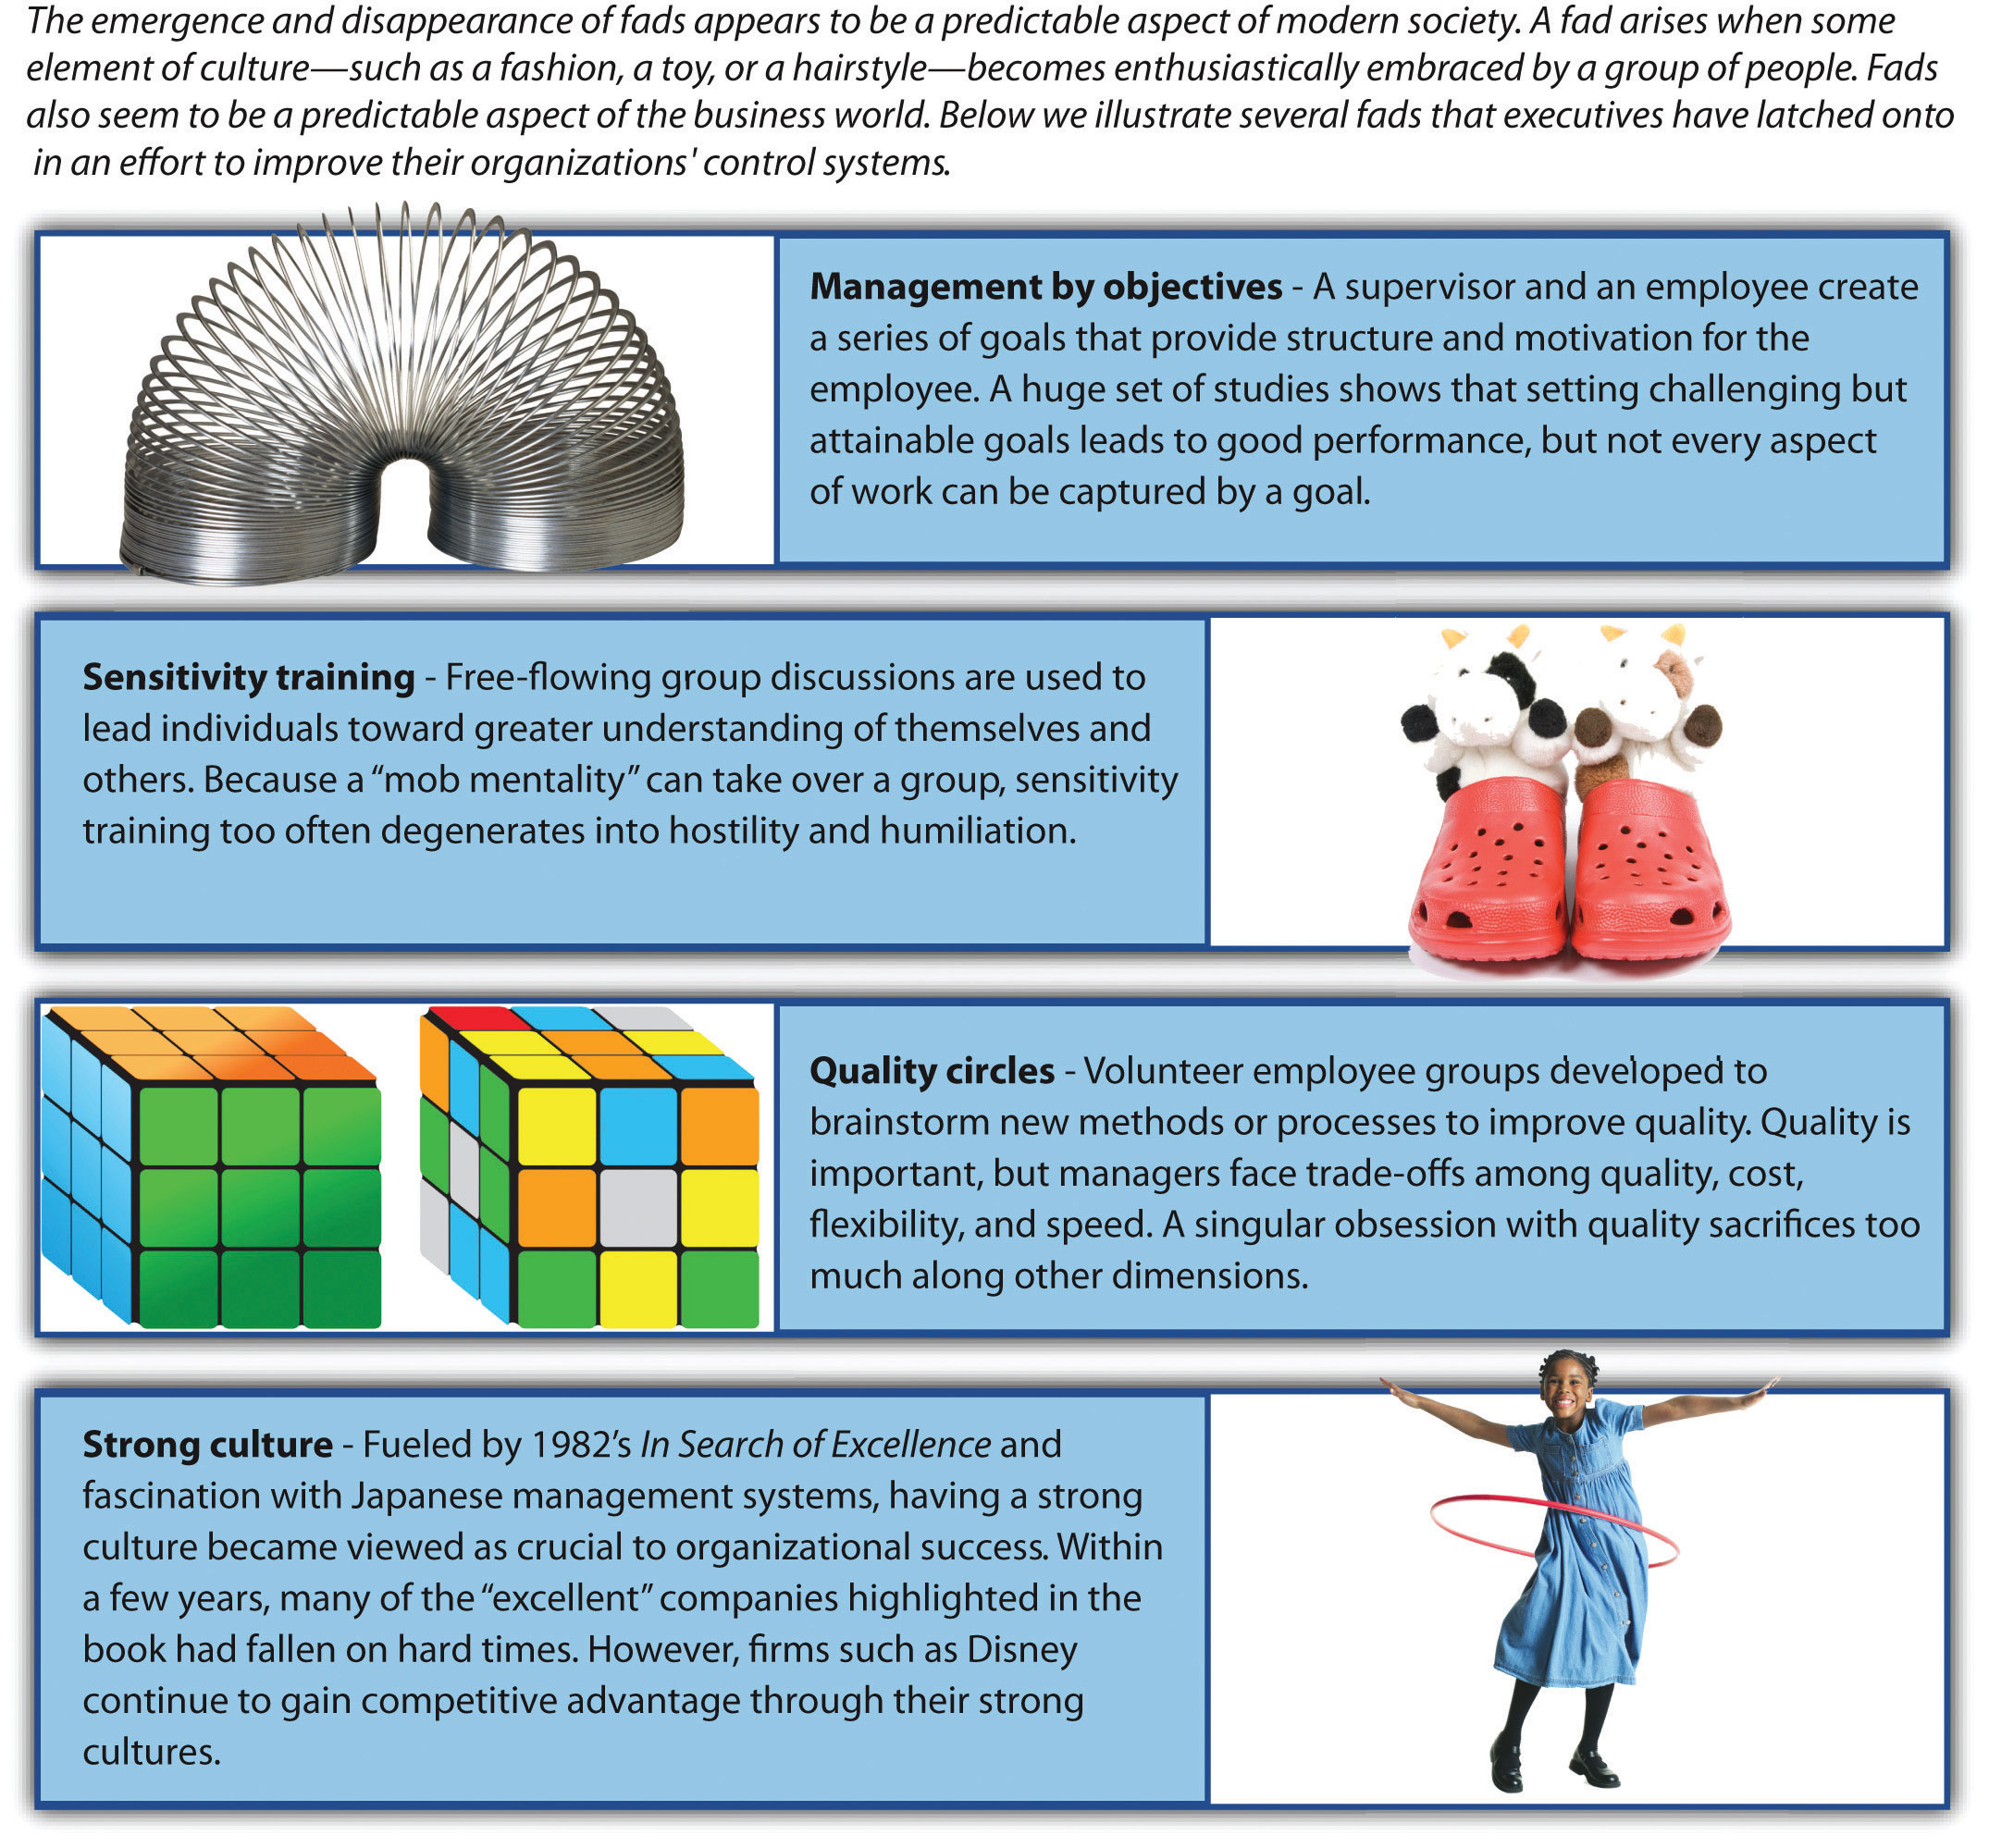 The emergence and disappearance of fads appears to be a predictable aspect of modern society. A fad arises when some
element of culture—such as a fashion, a toy, or a hairstyle—becomes enthusiastically embraced by a group of people. Fads
also seem to be a predictable aspect of the business world. Below we illustrate several fads that executives have latched onto
in an effort to improve their organizations' control systems.
Management by objectives - A supervisor and an employee create
a series of goals that provide structure and motivation for the
employee. A huge set of studies shows that setting challenging but
attainable goals leads to good performance, but not every aspect
of work can be captured by a goal.
Sensitivity training - Free-flowing group discussions are used to
lead individuals toward greater understanding of themselves and
others. Because a “mob mentality” can take over a group, sensitivity
training too often degenerates into hostility and humiliation.
Quality circles - Volunteer employee groups developed to
brainstorm new methods or processes to improve quality. Quality is
important, but managers face trade-offs among quality, cost,
flexibility, and speed. A singular obsession with quality sacrifices too
much along other dimensions.
Strong culture - Fueled by 1982’s In Search of Excellence and
fascination with Japanese management systems, having a strong
culture became viewed as crucial to organizational success. Within
a few years, many of the “excellent” companies highlighted in the
book had fallen on hard times. However, firms such as Disney
continue to gain competitive advantage through their strong
cultures.